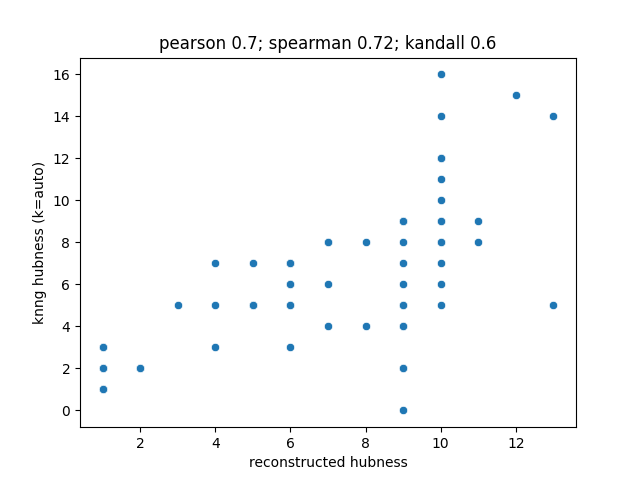 pearson 0.7; spearman 0.72; kandall 0.6
16
14
12
10
8
6
4
2
0
knng hubness (k=auto)
2 4 6 8 10 12
reconstructed hubness